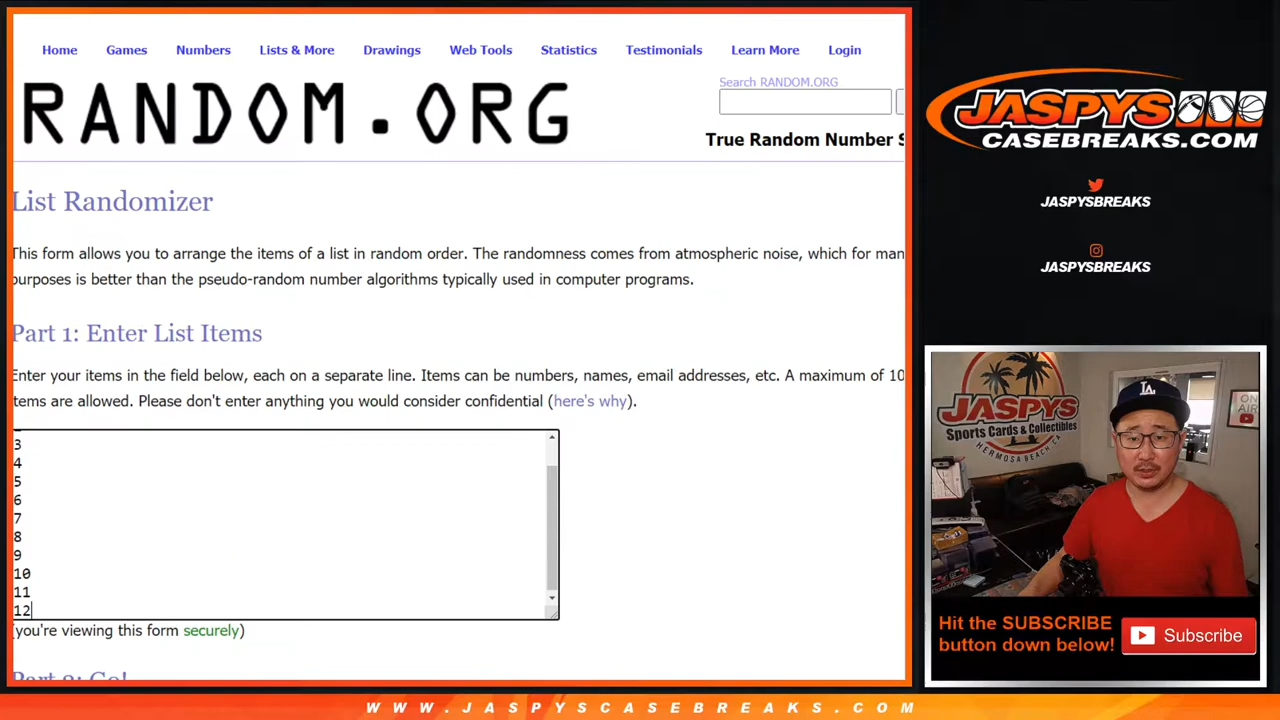 Home Games Numbers Lists & More Drawings Web Tools Statistics Testimonials Learn More Login
RANDOM.ORG
Search RANDOM.ORG
True Random Number S
List Randomizer
This form allows you to arrange the items of a list in random order. The randomness comes from atmospheric noise, which for man
purposes is better than the pseudo-random number algorithms typically used in computer programs.
Part 1: Enter List Items
Enter your items in the field below, each on a separate line. Items can be numbers, names, email addresses, etc. A maximum of 10
items are allowed. Please don't enter anything you would consider confidential (here's why).
3
4
5
6
7
8
9
10
11
12
(you're viewing this form securely)
Part 2: Go!
JASPYS
CASEBREAKS.COM
JASPYSBREAKS
JASPYSBREAKS
JASPYS
Sports Cards & Collectibles
HERMOSA BEACH, CA
LA
ON
AIR
Hit the SUBSCRIBE
button down below!
Subscribe
WWW.JASPYSCASEBREAKS.COM